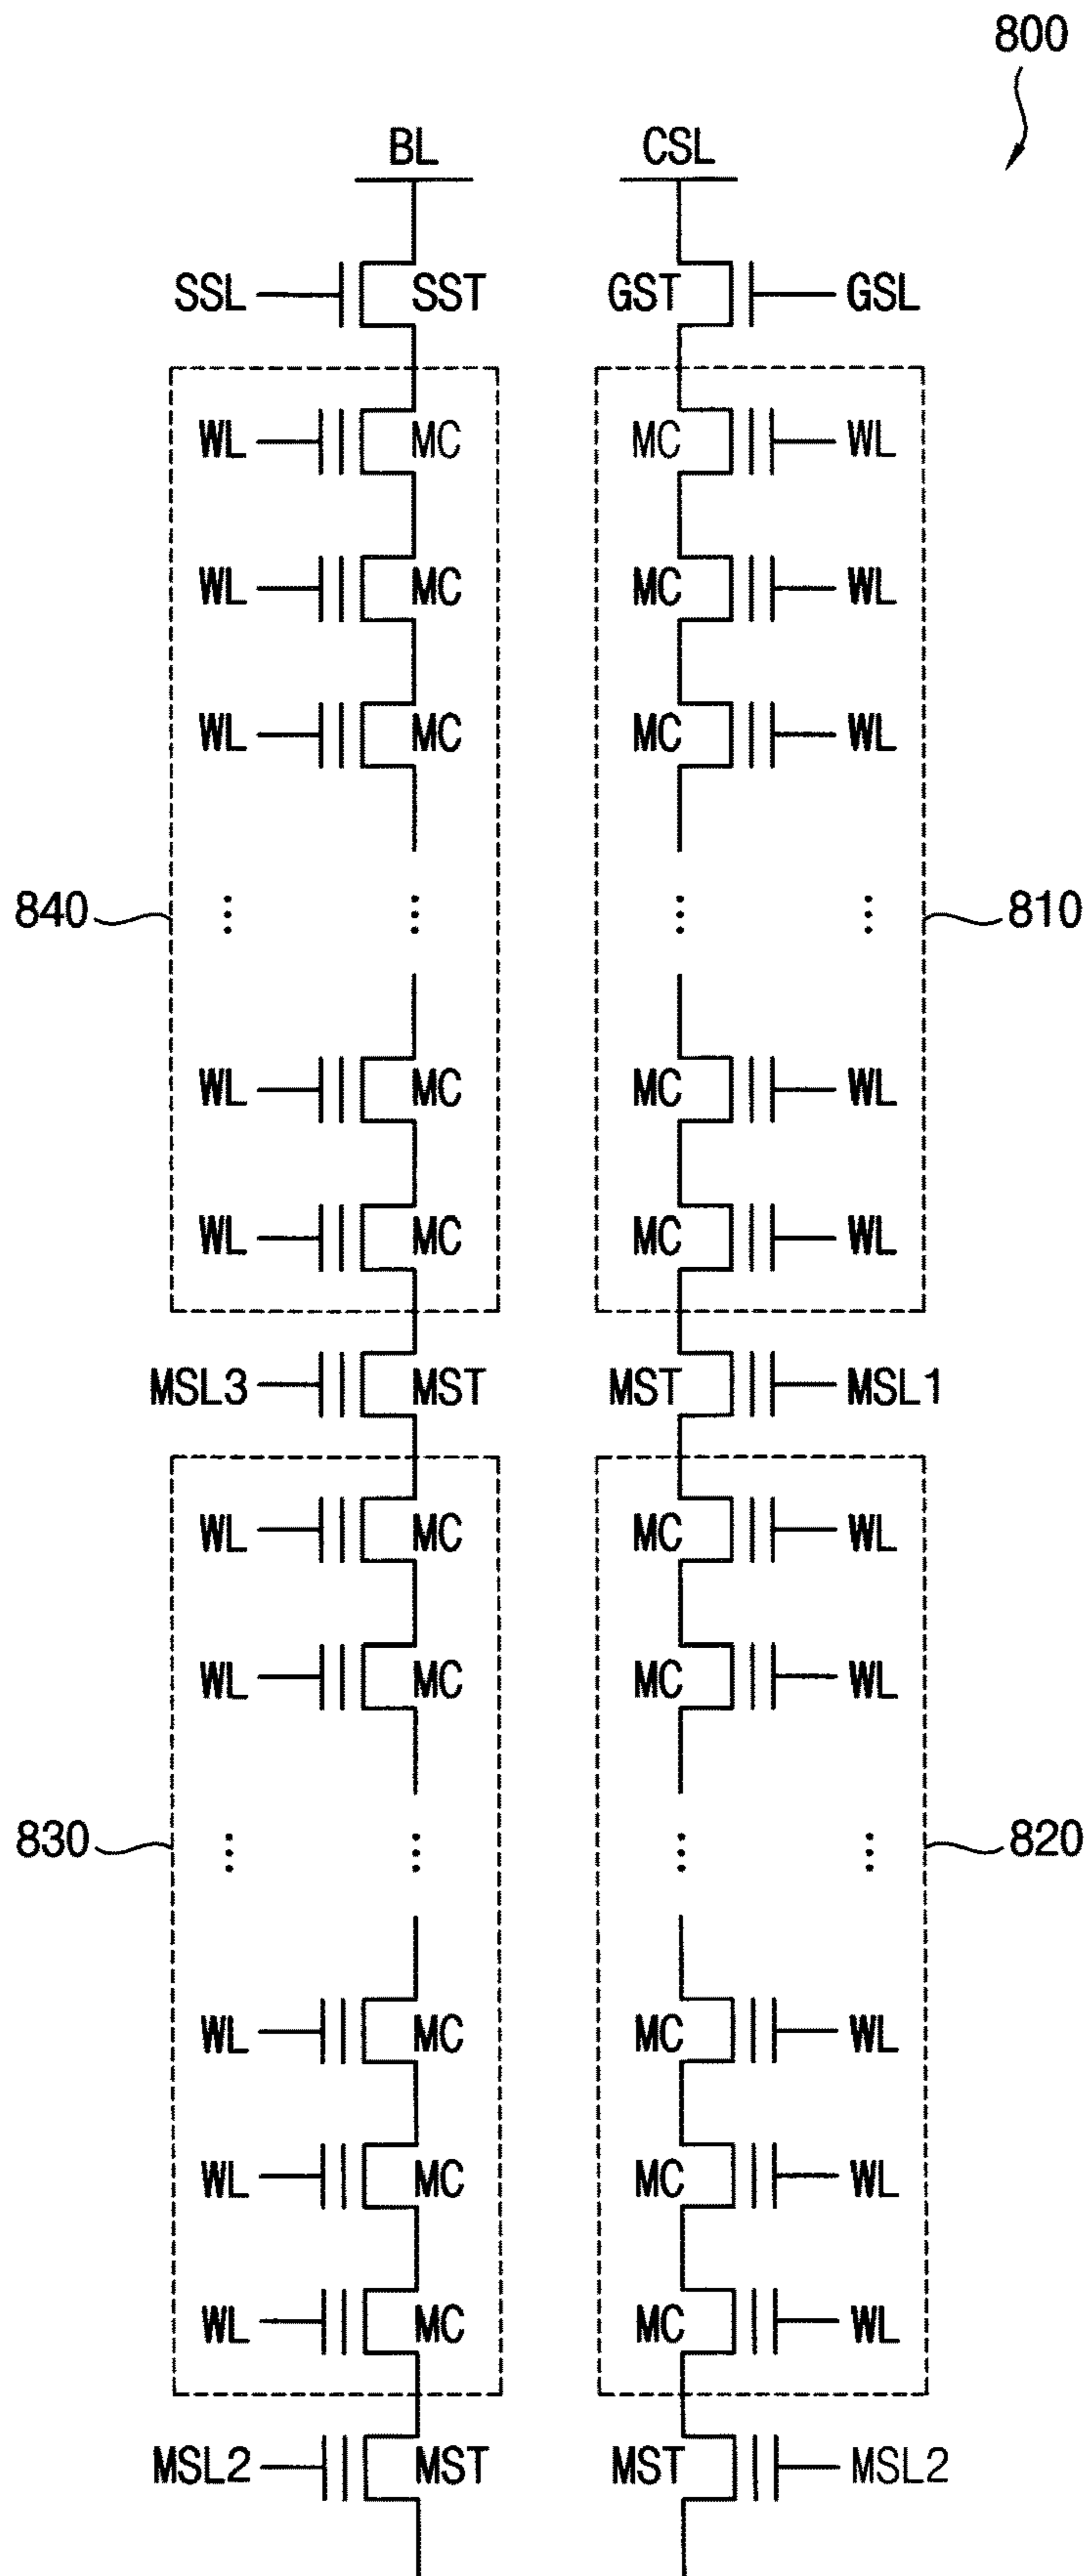 800
BL CSL
SSL SST GST GSL
WL MC MC WL
WL MC MC WL
WL MC MC WL
840 ... ... ... ... 810
WL MC MC WL
WL MC MC WL
MSL3 MST MST MSL1
WL MC MC WL
WL MC MC WL
830 ... ... ... ... 820
WL MC MC WL
WL MC MC WL
WL MC MC WL
MSL2 MST MST MSL2